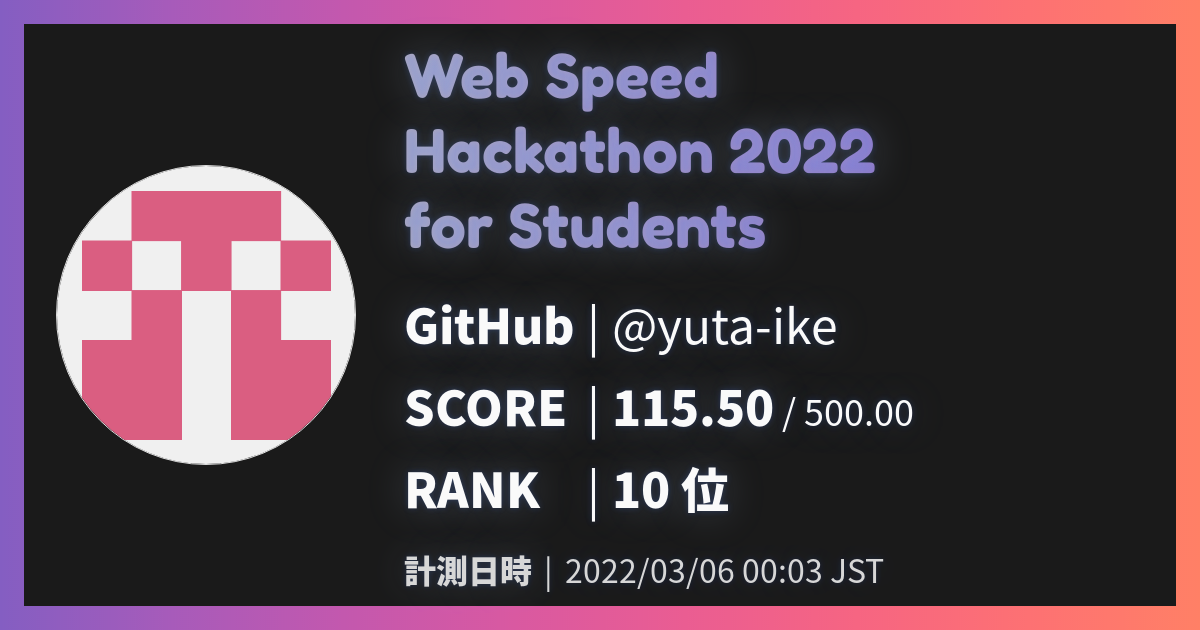 Web Speed
Hackathon 2022
for Students
GitHub | @yuta-ike
SCORE | 115.50 / 500.00
RANK | 10 位
計測日時 | 2022/03/06 00:03 JST